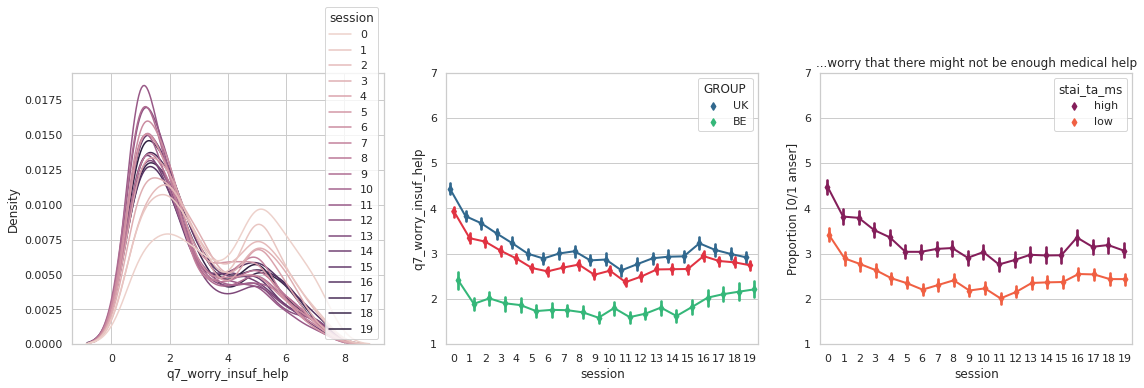 session
0
1
2
3
4
5
6
7
8
9
10
11
12
13
14
15
16
17
18
19
0.0175
0.0150
0.0125
0.0100
0.0075
0.0050
0.0025
0.0000
Density
0 2 4 6 8
q7_worry_insuf_help
7
6
5
4
3
2
1
q7_worry_insuf_help
GROUP
UK
BE
0 1 2 3 4 5 6 7 8 9 10 11 12 13 14 15 16 17 18 19
session
...worry that there might not be enough medical help
7
6
5
4
3
2
1
Proportion [0/1 anser]
stai_ta_ms
high
low
0 1 2 3 4 5 6 7 8 9 10 11 12 13 14 15 16 17 18 19
session